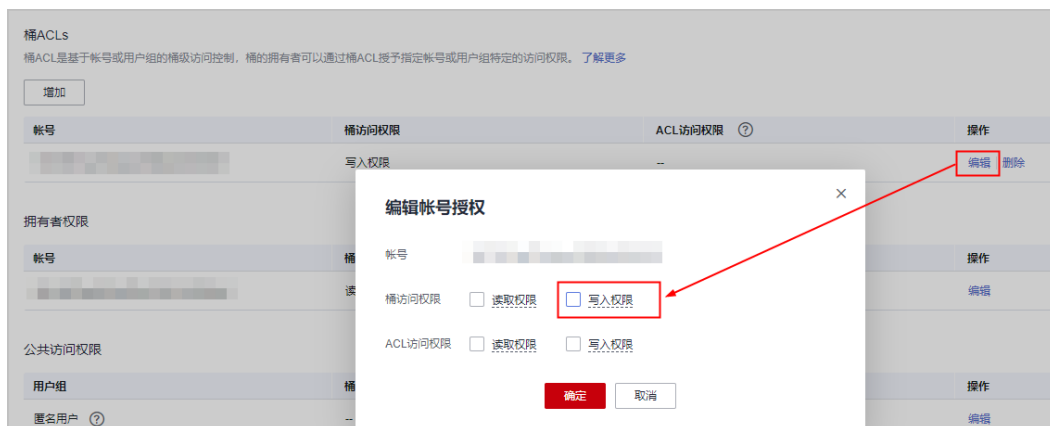 桶ACLs
桶ACL是基于帐号或用户组的桶级访问控制，桶的拥有者可以通过桶ACL授予指定帐号或用户组特定的访问权限。 了解更多
增加
帐号 桶访问权限 ACL访问权限 ? 操作
写入权限 -- 编辑 删除
编辑帐号授权 ×
拥有者权限
帐号 桶 操作
帐号
读 编辑
桶访问权限 读取权限 写入权限
ACL访问权限 读取权限 写入权限
公共访问权限
用户组 桶 操作
确定 取消
匿名用户 ? -- 编辑